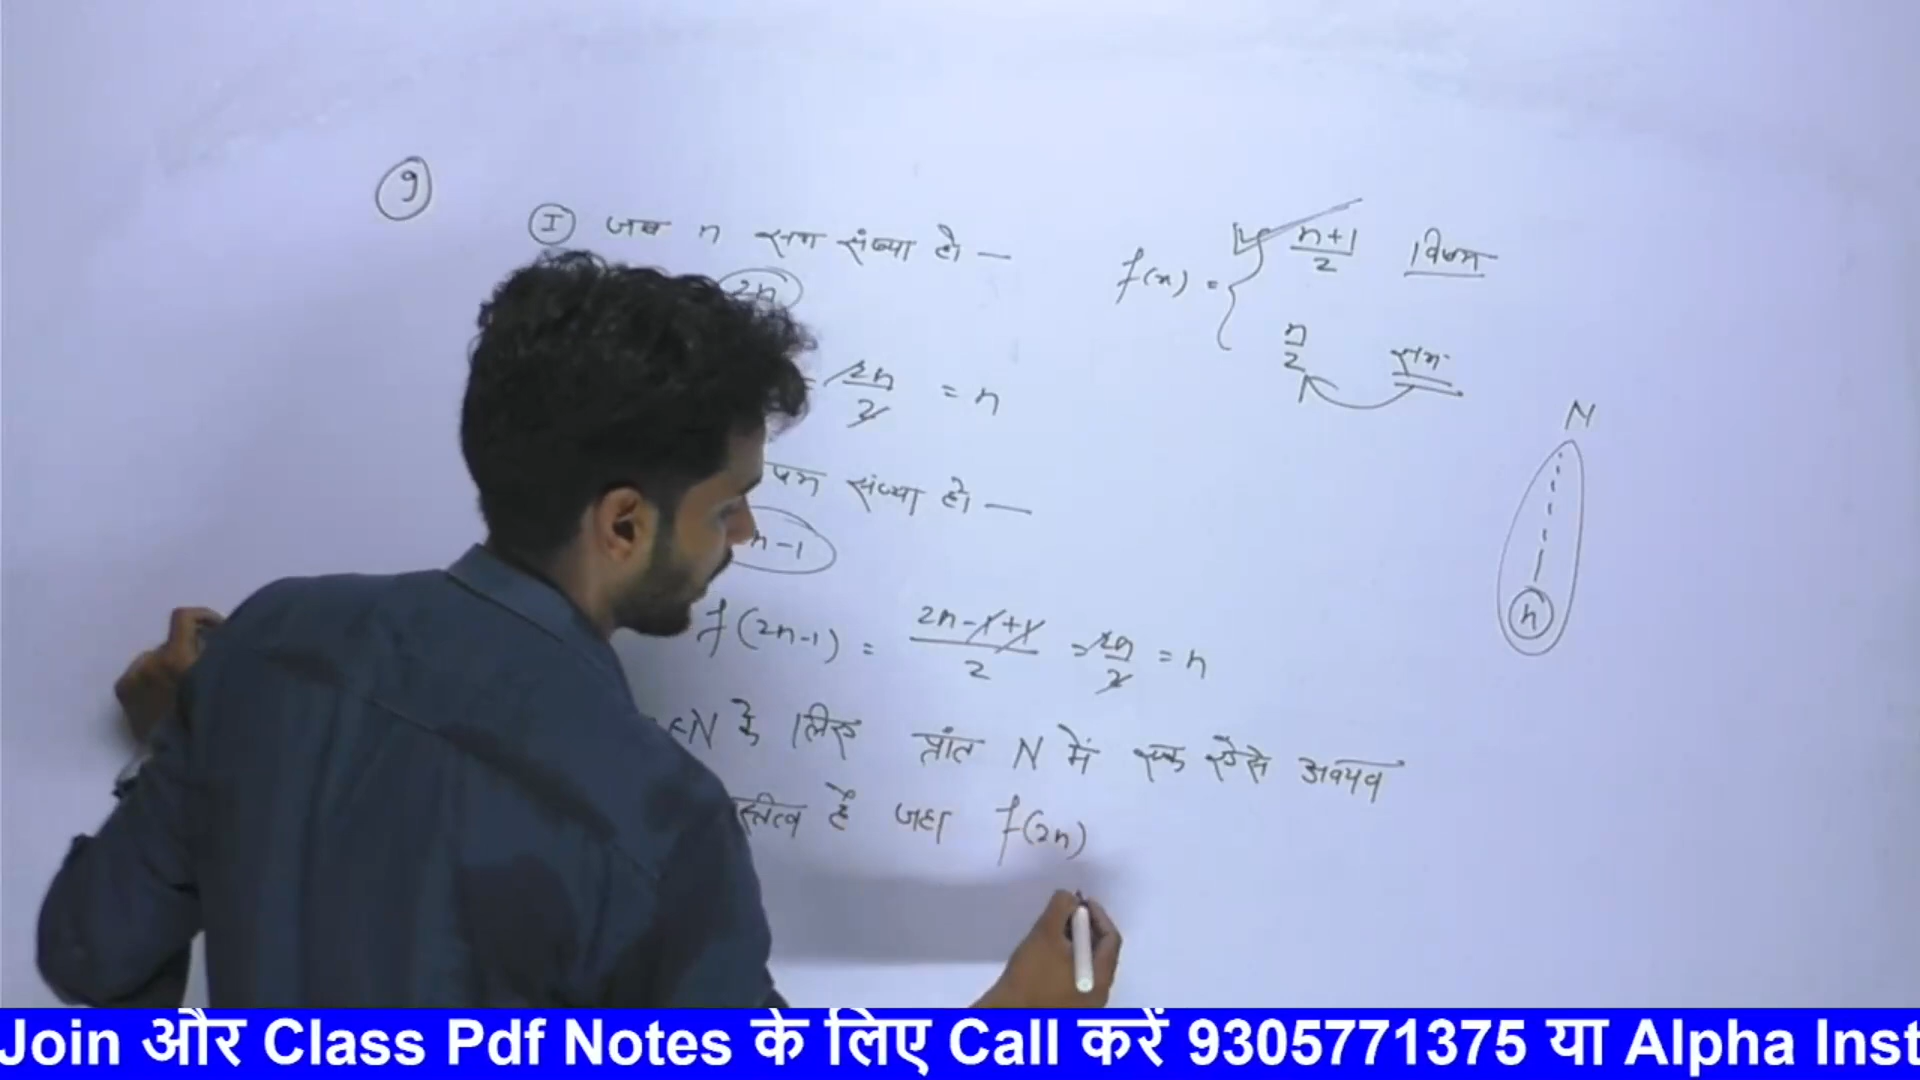 9
I जब n सम संख्या हो —
2n
= 2n/2 = n
संख्या हो —
n-1
f(2n-1) = 2n-1+1/2 = 2n/2 = n
∈N के लिए प्रांत N में एक ऐसे अवयव
है जहा f(2n)
f(x) = { n+1/2 विषम
n/2 सम
N
n
Join और Class Pdf Notes के लिए Call करें 9305771375 या Alpha Inst